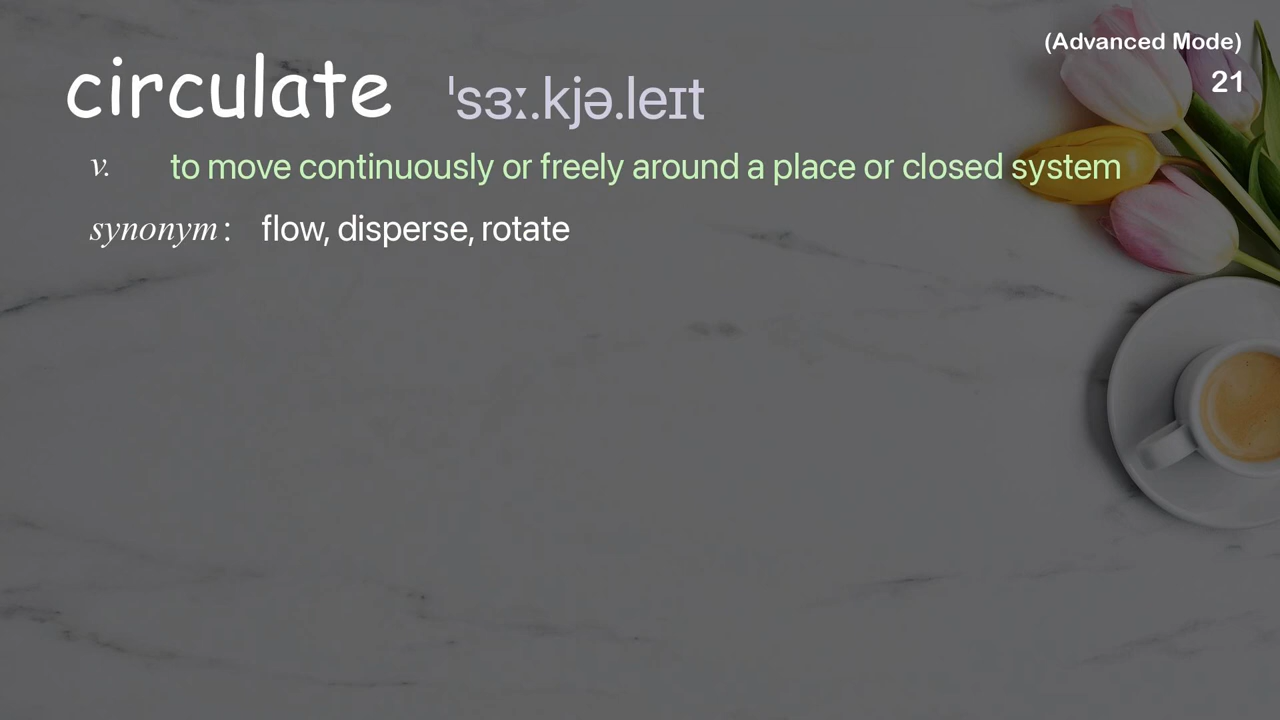 (Advanced Mode)
21
circulate ˈsɜː.kjə.leɪt
v. to move continuously or freely around a place or closed system
synonym: flow, disperse, rotate